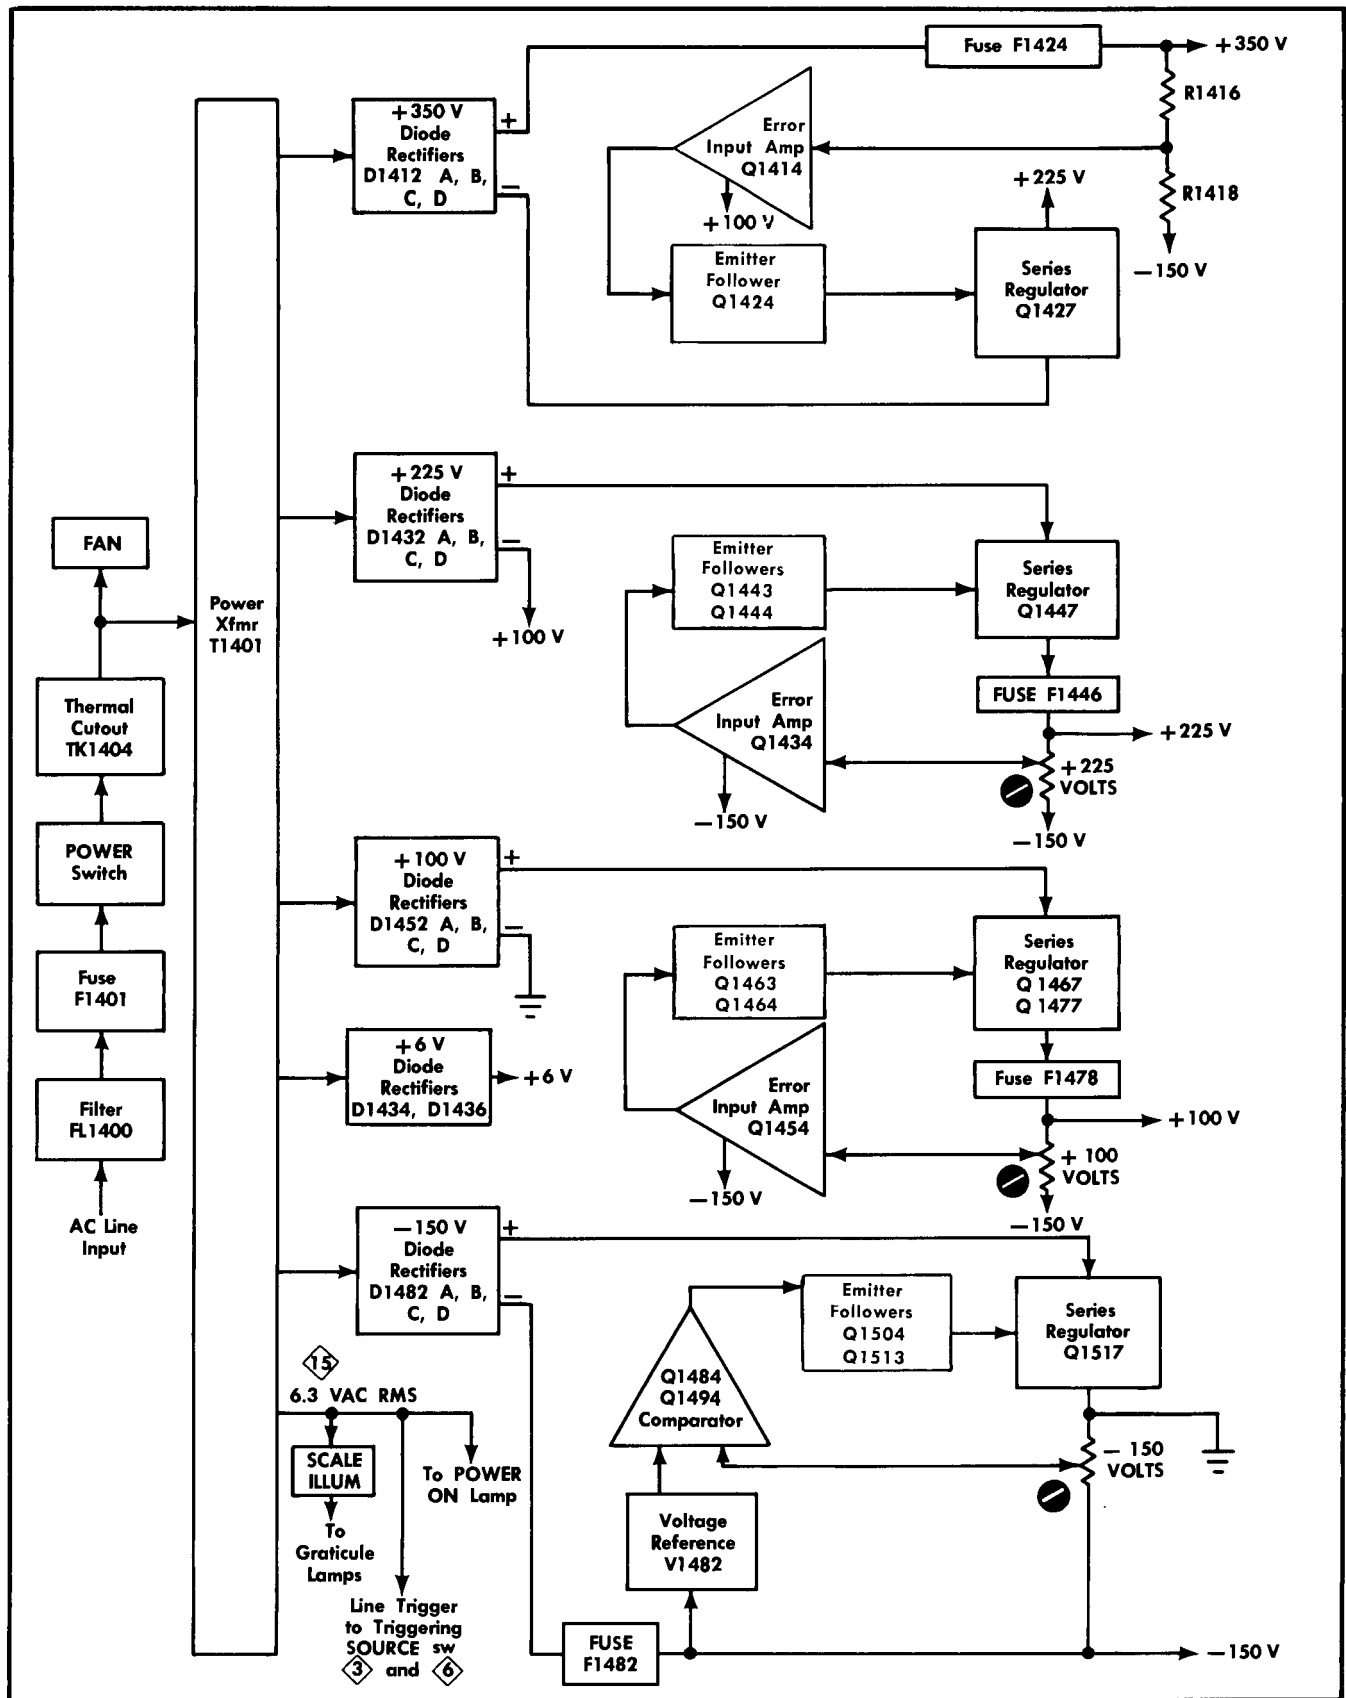 Fuse F1424
+350 V
R1416
R1418
−150 V
+350 V
Diode
Rectifiers
D1412 A, B,
C, D
+
−
Error
Input Amp
Q1414
+100 V
+225 V
Emitter
Follower
Q1424
Series
Regulator
Q1427
+225 V
Diode
Rectifiers
D1432 A, B,
C, D
+
−
+100 V
Emitter
Followers
Q1443
Q1444
Series
Regulator
Q1447
Error
Input Amp
Q1434
−150 V
FUSE F1446
+225 V
+225
VOLTS
−150 V
FAN
Thermal
Cutout
TK1404
POWER
Switch
Fuse
F1401
Filter
FL1400
AC Line
Input
Power
Xfmr
T1401
+100 V
Diode
Rectifiers
D1452 A, B,
C, D
+
−
Emitter
Followers
Q1463
Q1464
Series
Regulator
Q1467
Q1477
Error
Input Amp
Q1454
−150 V
Fuse F1478
+100 V
+ 100
VOLTS
−150 V
+6 V
Diode
Rectifiers
D1434, D1436
+6 V
−150 V
Diode
Rectifiers
D1482 A, B,
C, D
+
−
Emitter
Followers
Q1504
Q1513
Series
Regulator
Q1517
Q1484
Q1494
Comparator
− 150
VOLTS
Voltage
Reference
V1482
FUSE
F1482
−150 V
15
6.3 VAC RMS
SCALE
ILLUM
To
Graticule
Lamps
To POWER
ON Lamp
Line Trigger
to Triggering
SOURCE sw
3 and 6